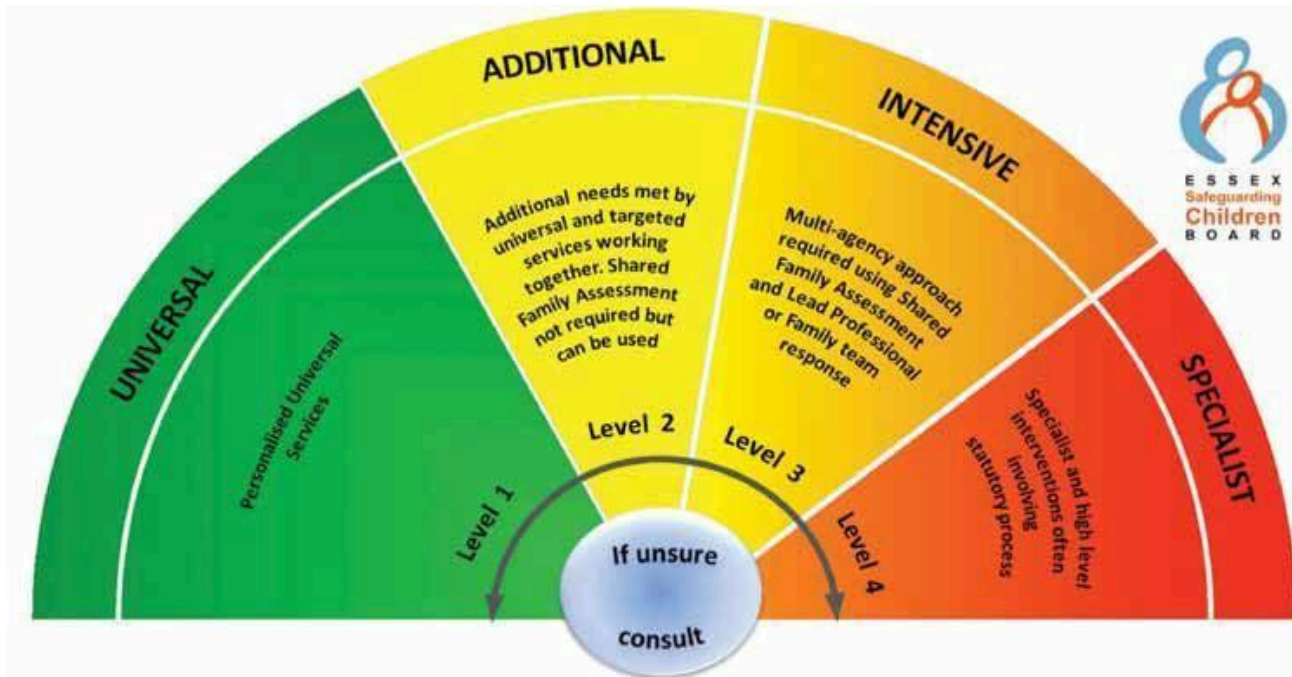 UNIVERSAL
Personalised Universal
Services
Level 1
ADDITIONAL
Additional needs met by
universal and targeted
services working
together. Shared
Family Assessment
not required but
can be used
Level 2
INTENSIVE
Multi-agency approach
required using Shared
Family Assessment
and Lead Professional
or Family team
response
Level 3
SPECIALIST
Specialist and high level
interventions often
involving
statutory process
Level 4
If unsure
consult
ESSEX
Safeguarding
Children
BOARD